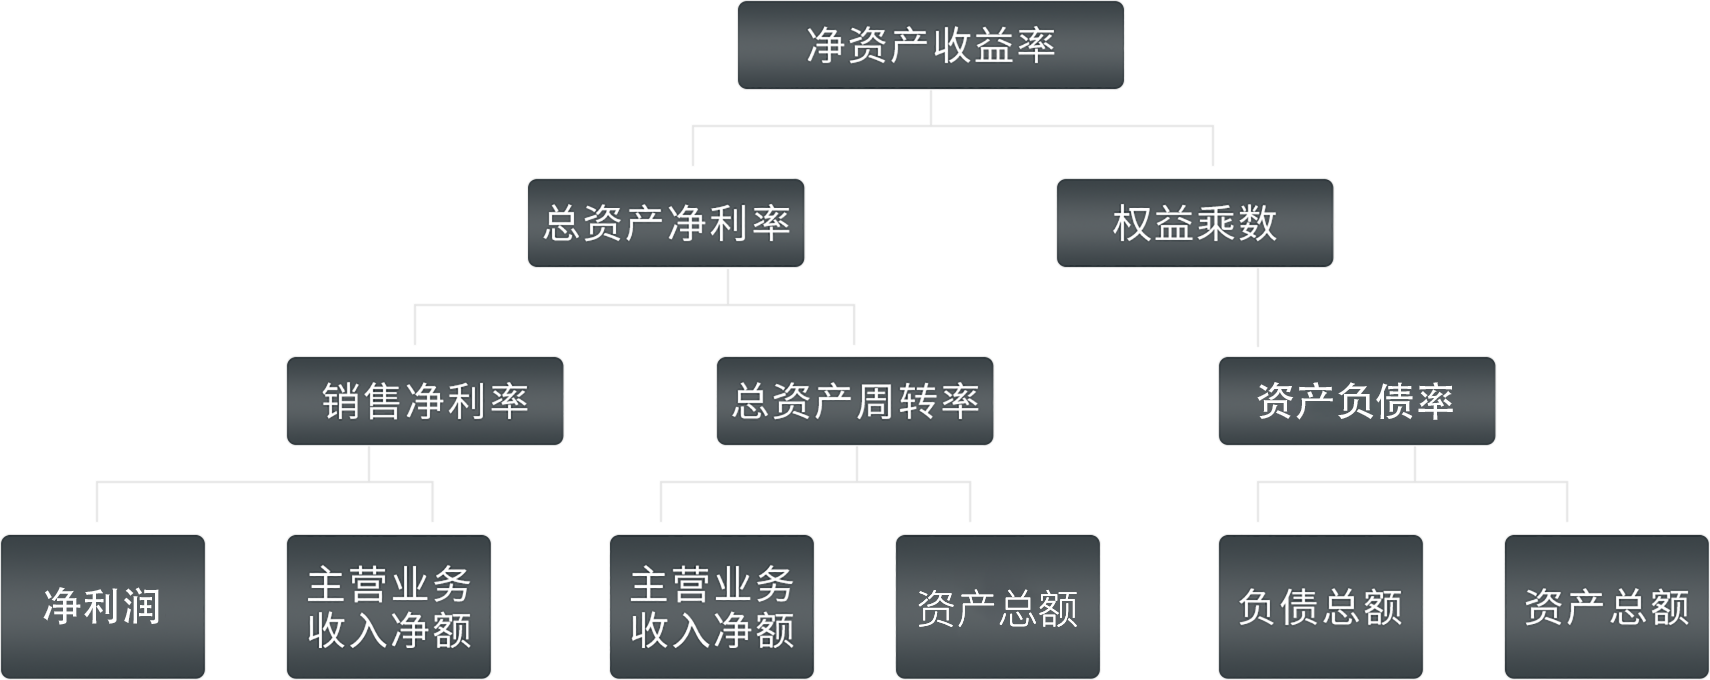 净资产收益率
总资产净利率
权益乘数
销售净利率
总资产周转率
资产负债率
净利润
主营业务
收入净额
主营业务
收入净额
资产总额
负债总额
资产总额